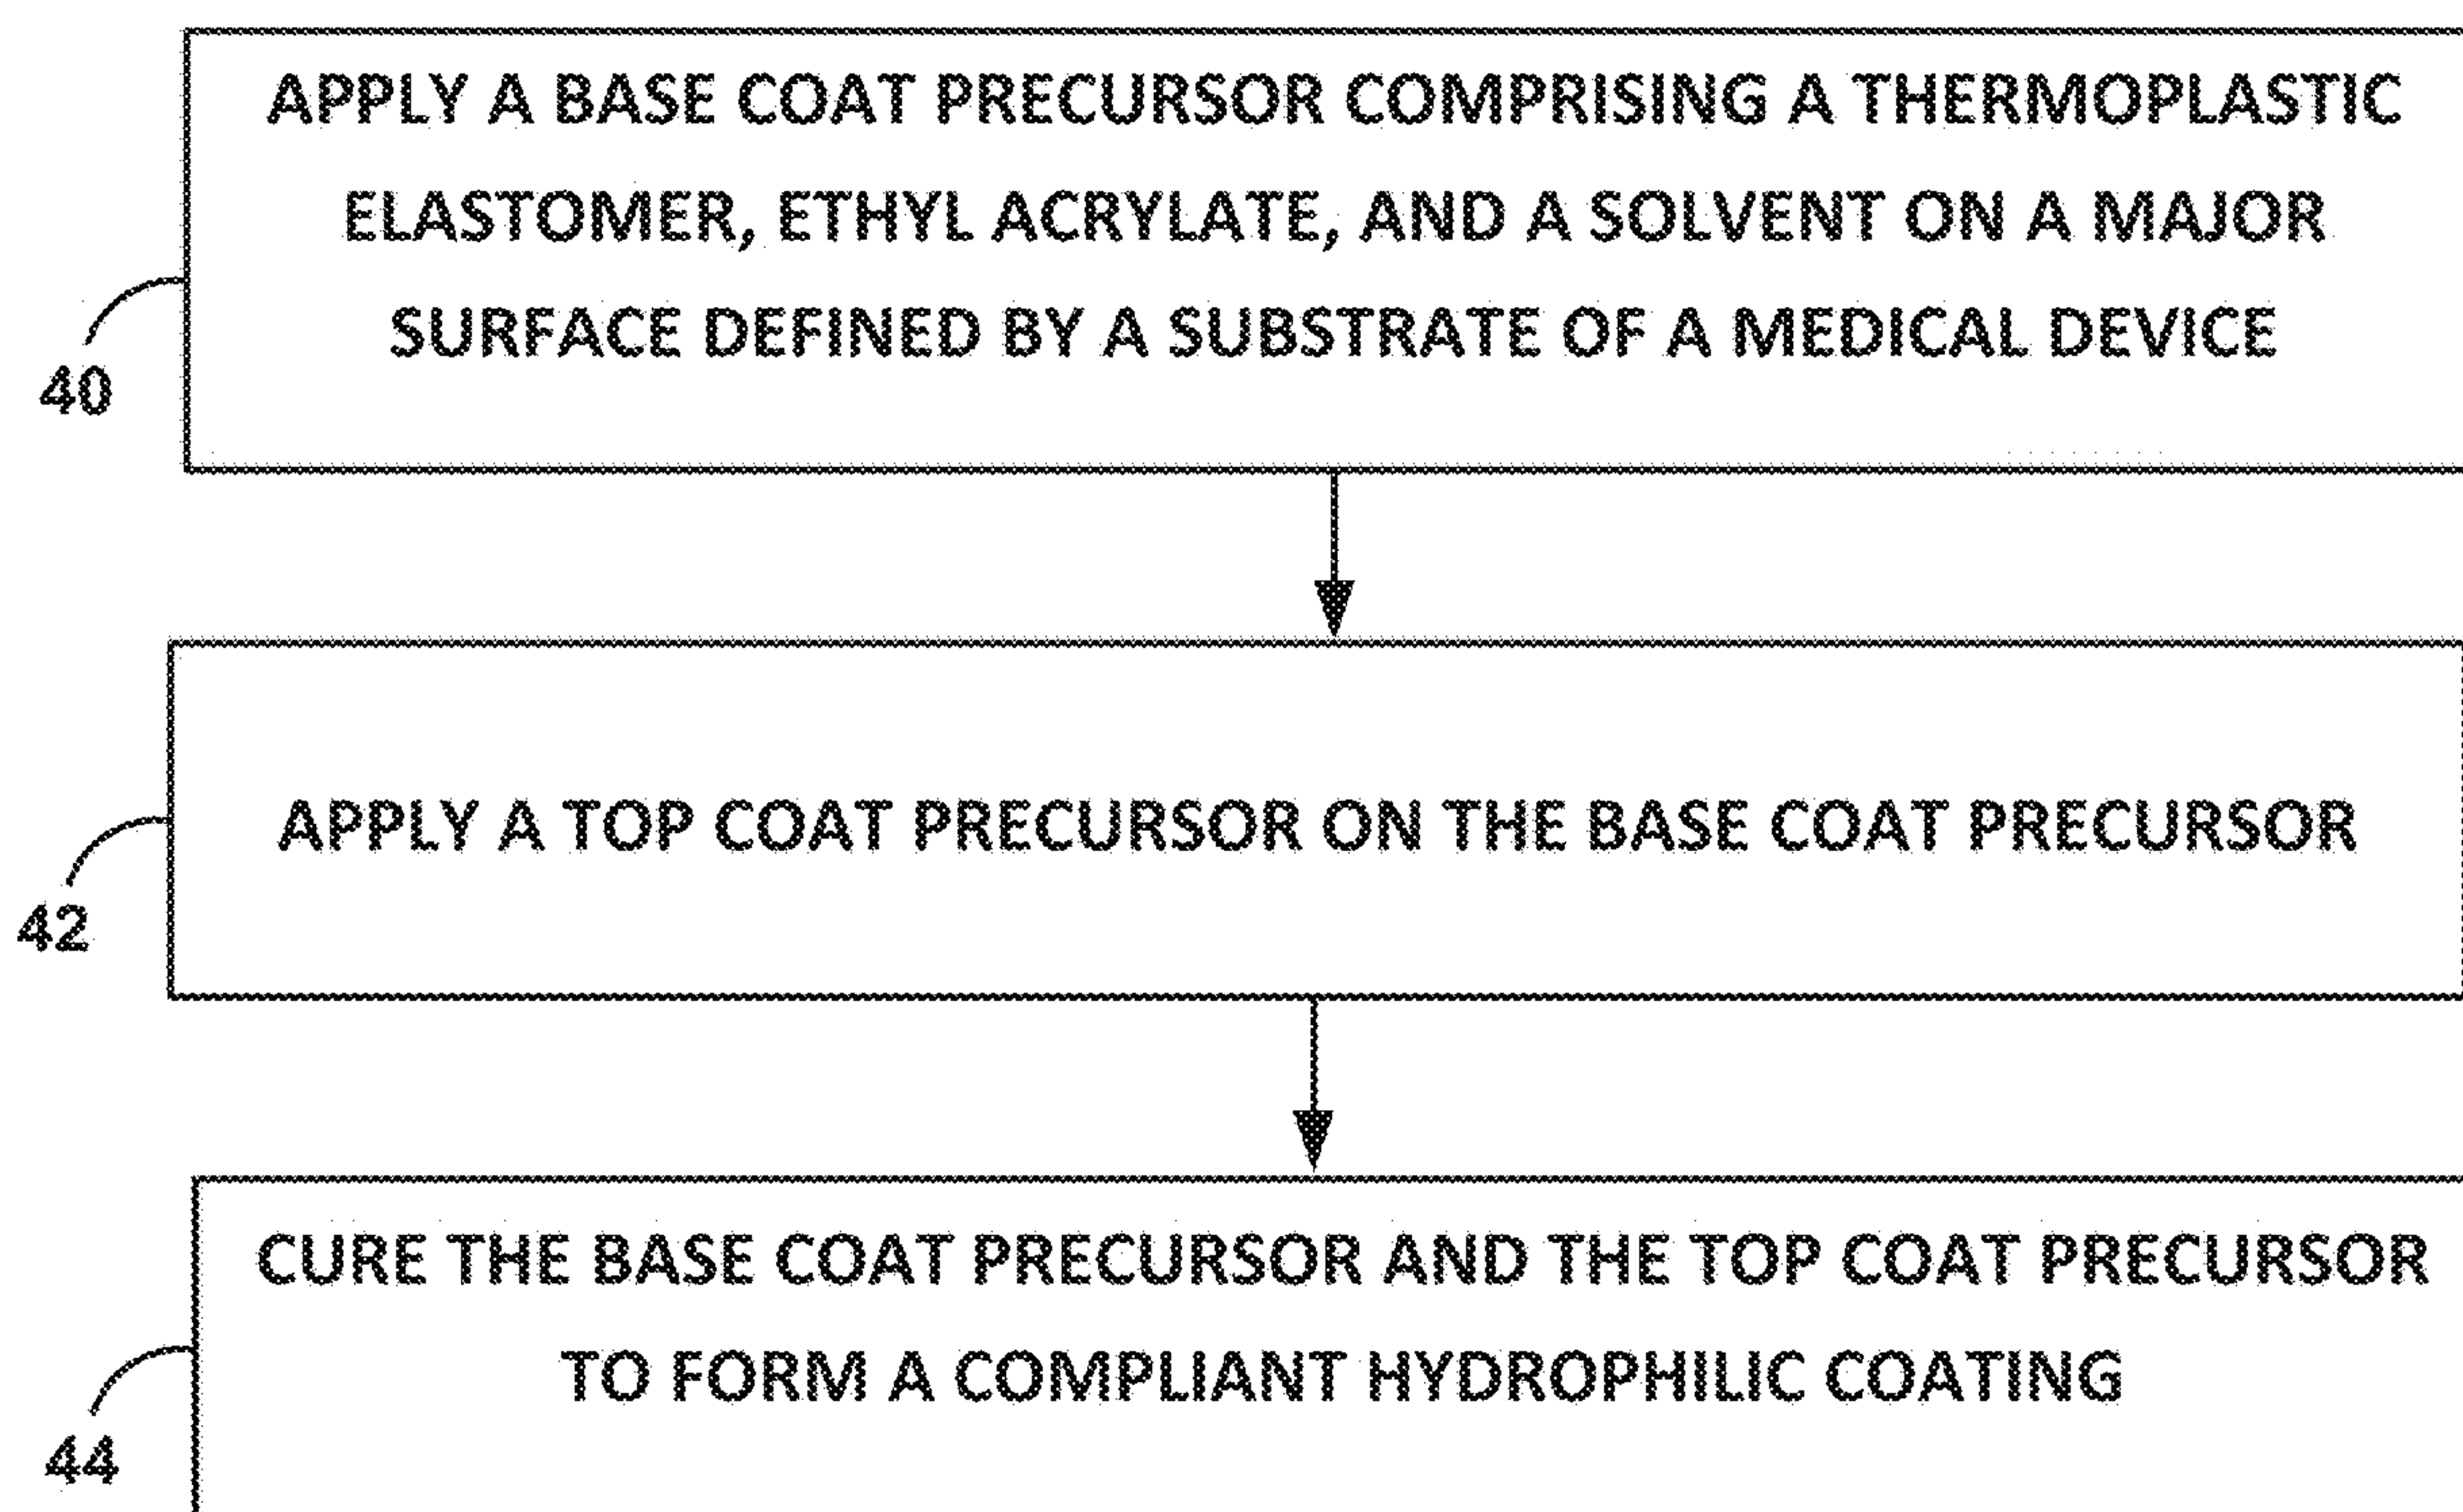 APPLY A BASE COAT PRECURSOR COMPRISING A THERMOPLASTIC
ELASTOMER, ETHYL ACRYLATE, AND A SOLVENT ON A MAJOR
SURFACE DEFINED BY A SUBSTRATE OF A MEDICAL DEVICE
40
APPLY A TOP COAT PRECURSOR ON THE BASE COAT PRECURSOR
42
CURE THE BASE COAT PRECURSOR AND THE TOP COAT PRECURSOR
TO FORM A COMPLIANT HYDROPHILIC COATING
44